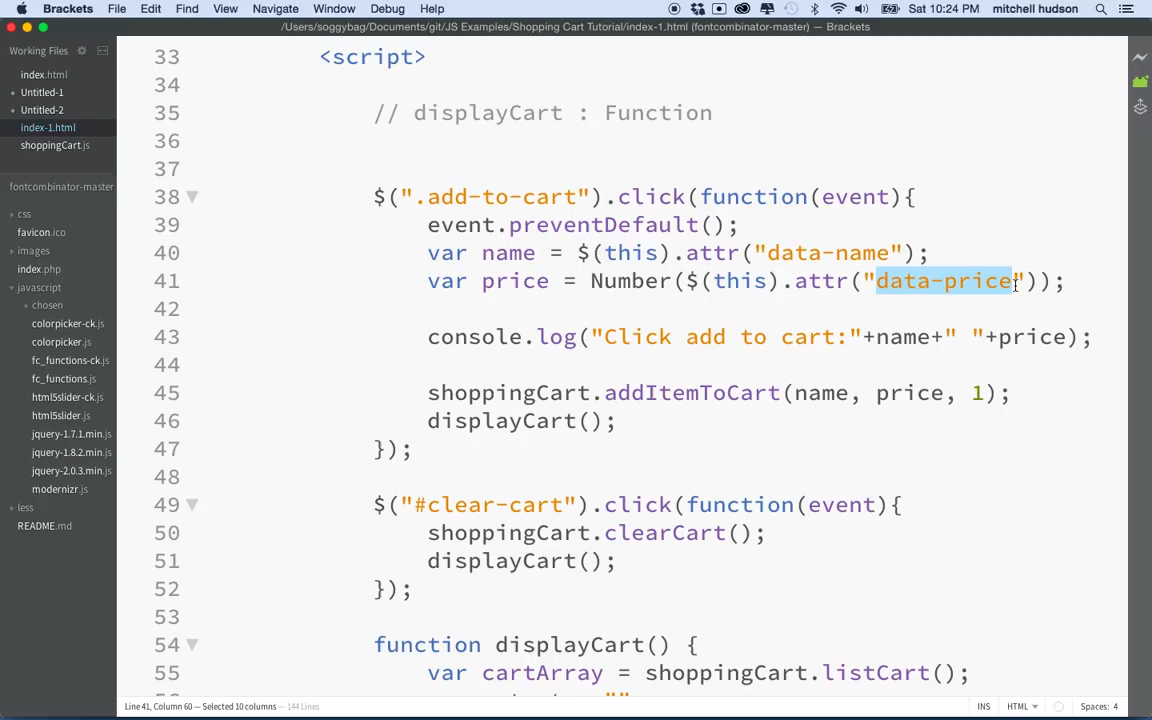 Brackets File Edit Find View Navigate Window Debug Help Sat 10:24 PM mitchell hudson
/Users/soggybag/Documents/git/JS Examples/Shopping Cart Tutorial/index-1.html (fontcombinator-master) — Brackets
Working Files
index.html
Untitled-1
Untitled-2
index-1.html
shoppingCart.js
fontcombinator-master
css
favicon.ico
images
index.php
javascript
chosen
colorpicker-ck.js
colorpicker.js
fc_functions-ck.js
fc_functions.js
html5slider-ck.js
html5slider.js
jquery-1.7.1.min.js
jquery-1.8.2.min.js
jquery-2.0.3.min.js
modernizr.js
less
README.md
33 <script>
34
35 // displayCart : Function
36
37
38 $(".add-to-cart").click(function(event){
39 event.preventDefault();
40 var name = $(this).attr("data-name");
41 var price = Number($(this).attr("data-price"));
42
43 console.log("Click add to cart:"+name+" "+price);
44
45 shoppingCart.addItemToCart(name, price, 1);
46 displayCart();
47 });
48
49 $("#clear-cart").click(function(event){
50 shoppingCart.clearCart();
51 displayCart();
52 });
53
54 function displayCart() {
55 var cartArray = shoppingCart.listCart();
Line 41, Column 60 — Selected 10 columns — 144 Lines INS HTML Spaces: 4